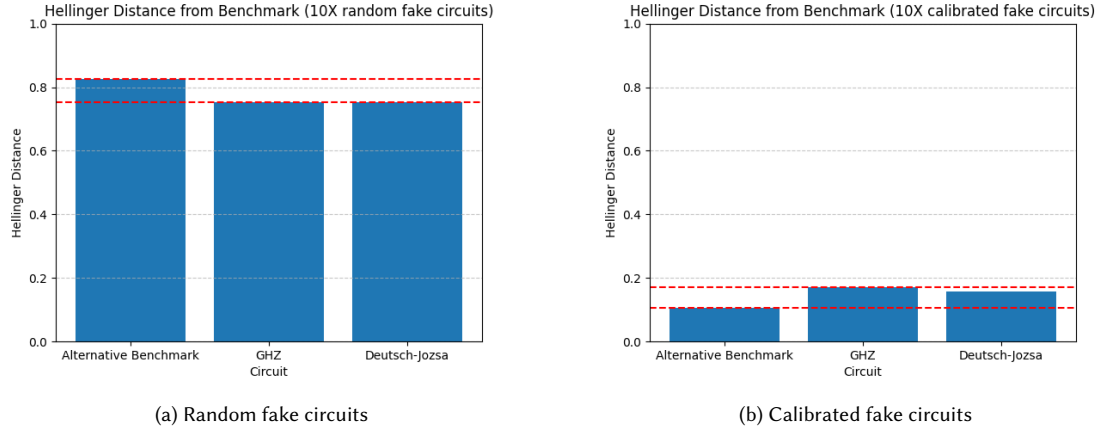 Hellinger Distance from Benchmark (10X random fake circuits)
1.0
0.8
0.6
0.4
0.2
0.0
Hellinger Distance
Alternative Benchmark
GHZ
Deutsch-Jozsa
Circuit
(a) Random fake circuits
Hellinger Distance from Benchmark (10X calibrated fake circuits)
1.0
0.8
0.6
0.4
0.2
0.0
Hellinger Distance
Alternative Benchmark
GHZ
Deutsch-Jozsa
Circuit
(b) Calibrated fake circuits